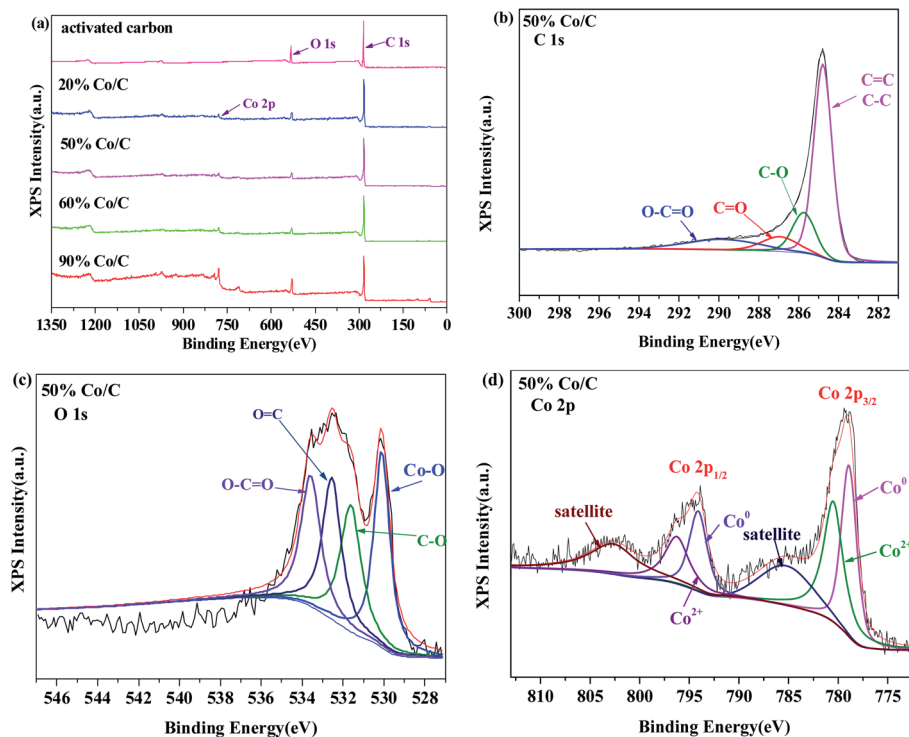 (a)
activated carbon
O 1s
C 1s
20% Co/C
Co 2p
50% Co/C
60% Co/C
90% Co/C
XPS Intensity(a.u.)
1350 1200 900 750 600 450 300 150 0
Binding Energy(eV)
(b)
50% Co/C
C 1s
C=C
C-C
C-O
C=O
O-C=O
XPS Intensity(a.u.)
300 298 296 294 292 290 288 286 284 282
Binding Energy(eV)
(c)
50% Co/C
O 1s
O=C
Co-O
O-C=O
C-O
XPS Intensity(a.u.)
546 544 542 540 538 536 533 531 530 528
Binding Energy(eV)
(d)
50% Co/C
Co 2p
Co 2p3/2
Co 2p1/2
Co⁰
satellite
Co⁰
satellite
Co²⁺
Co²⁺
XPS Intensity(a.u.)
810 805 800 795 790 785 780 775
Binding Energy(eV)